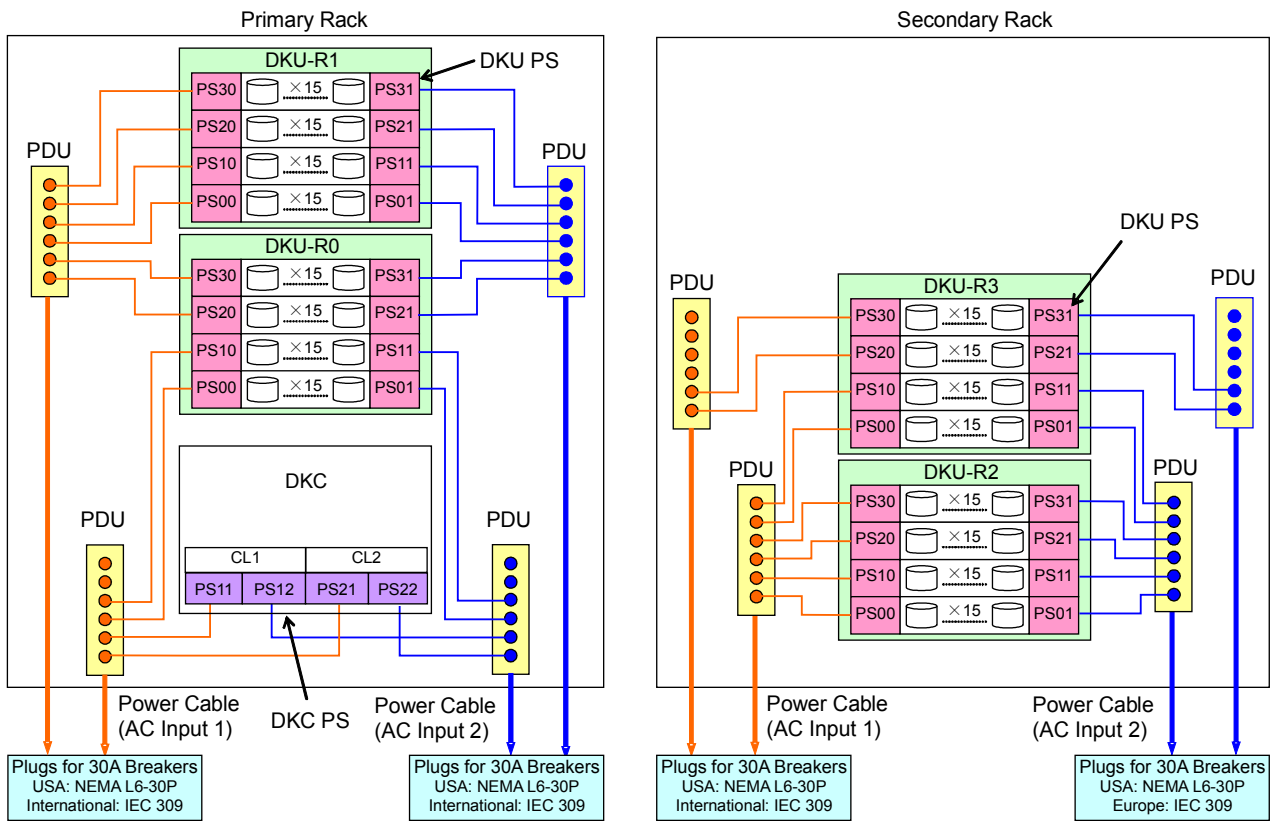 Primary Rack
DKU-R1
DKU PS
PS30 ×15 PS31
PS20 ×15 PS21
PS10 ×15 PS11
PS00 ×15 PS01
PDU
PDU
DKU-R0
PS30 ×15 PS31
PS20 ×15 PS21
PS10 ×15 PS11
PS00 ×15 PS01
DKC
PDU
PDU
CL1 CL2
PS11 PS12 PS21 PS22
Power Cable
(AC Input 1)
DKC PS
Power Cable
(AC Input 2)
Plugs for 30A Breakers
USA: NEMA L6-30P
International: IEC 309
Plugs for 30A Breakers
USA: NEMA L6-30P
International: IEC 309
Secondary Rack
DKU PS
PDU
PDU
DKU-R3
PS30 ×15 PS31
PS20 ×15 PS21
PS10 ×15 PS11
PS00 ×15 PS01
PDU
PDU
DKU-R2
PS30 ×15 PS31
PS20 ×15 PS21
PS10 ×15 PS11
PS00 ×15 PS01
Power Cable
(AC Input 1)
Power Cable
(AC Input 2)
Plugs for 30A Breakers
USA: NEMA L6-30P
International: IEC 309
Plugs for 30A Breakers
USA: NEMA L6-30P
Europe: IEC 309